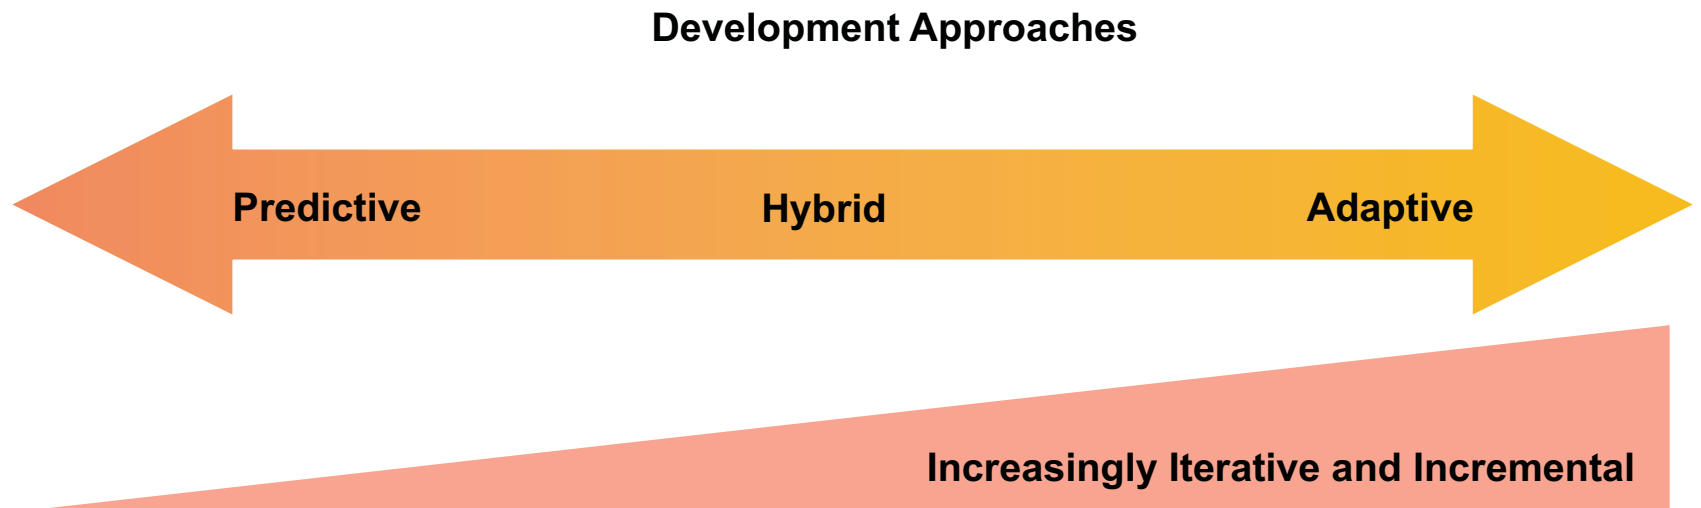 Development Approaches
Predictive
Hybrid
Adaptive
Increasingly Iterative and Incremental